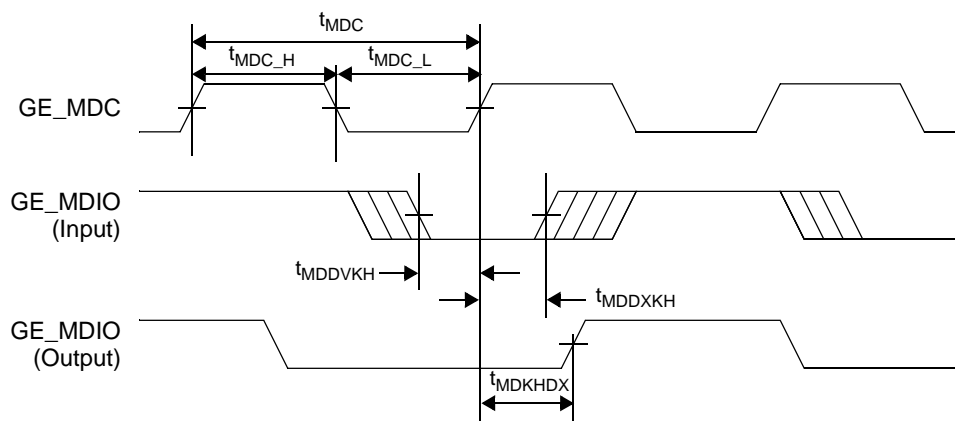 tMDC
tMDC_H
tMDC_L
GE_MDC
GE_MDIO
(Input)
tMDDVKH
tMDDXKH
GE_MDIO
(Output)
tMDKHDX